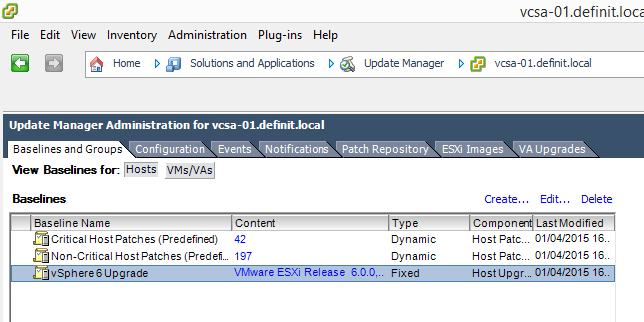 vcsa-01.definit.loca
File Edit View Inventory Administration Plug-ins Help
Home Solutions and Applications Update Manager vcsa-01.definit.local
Update Manager Administration for vcsa-01.definit.local
Baselines and Groups Configuration Events Notifications Patch Repository ESXi Images VA Upgrades
View Baselines for: Hosts VMs/VAs
Baselines Create... Edit... Delete
Baseline Name Content Type Component Last Modified
Critical Host Patches (Predefined) 42 Dynamic Host Patc... 01/04/2015 16..
Non-Critical Host Patches (Predef... 197 Dynamic Host Patc... 01/04/2015 16..
vSphere 6 Upgrade VMware ESXi Release 6.0.0,... Fixed Host Upgr... 01/04/2015 16..